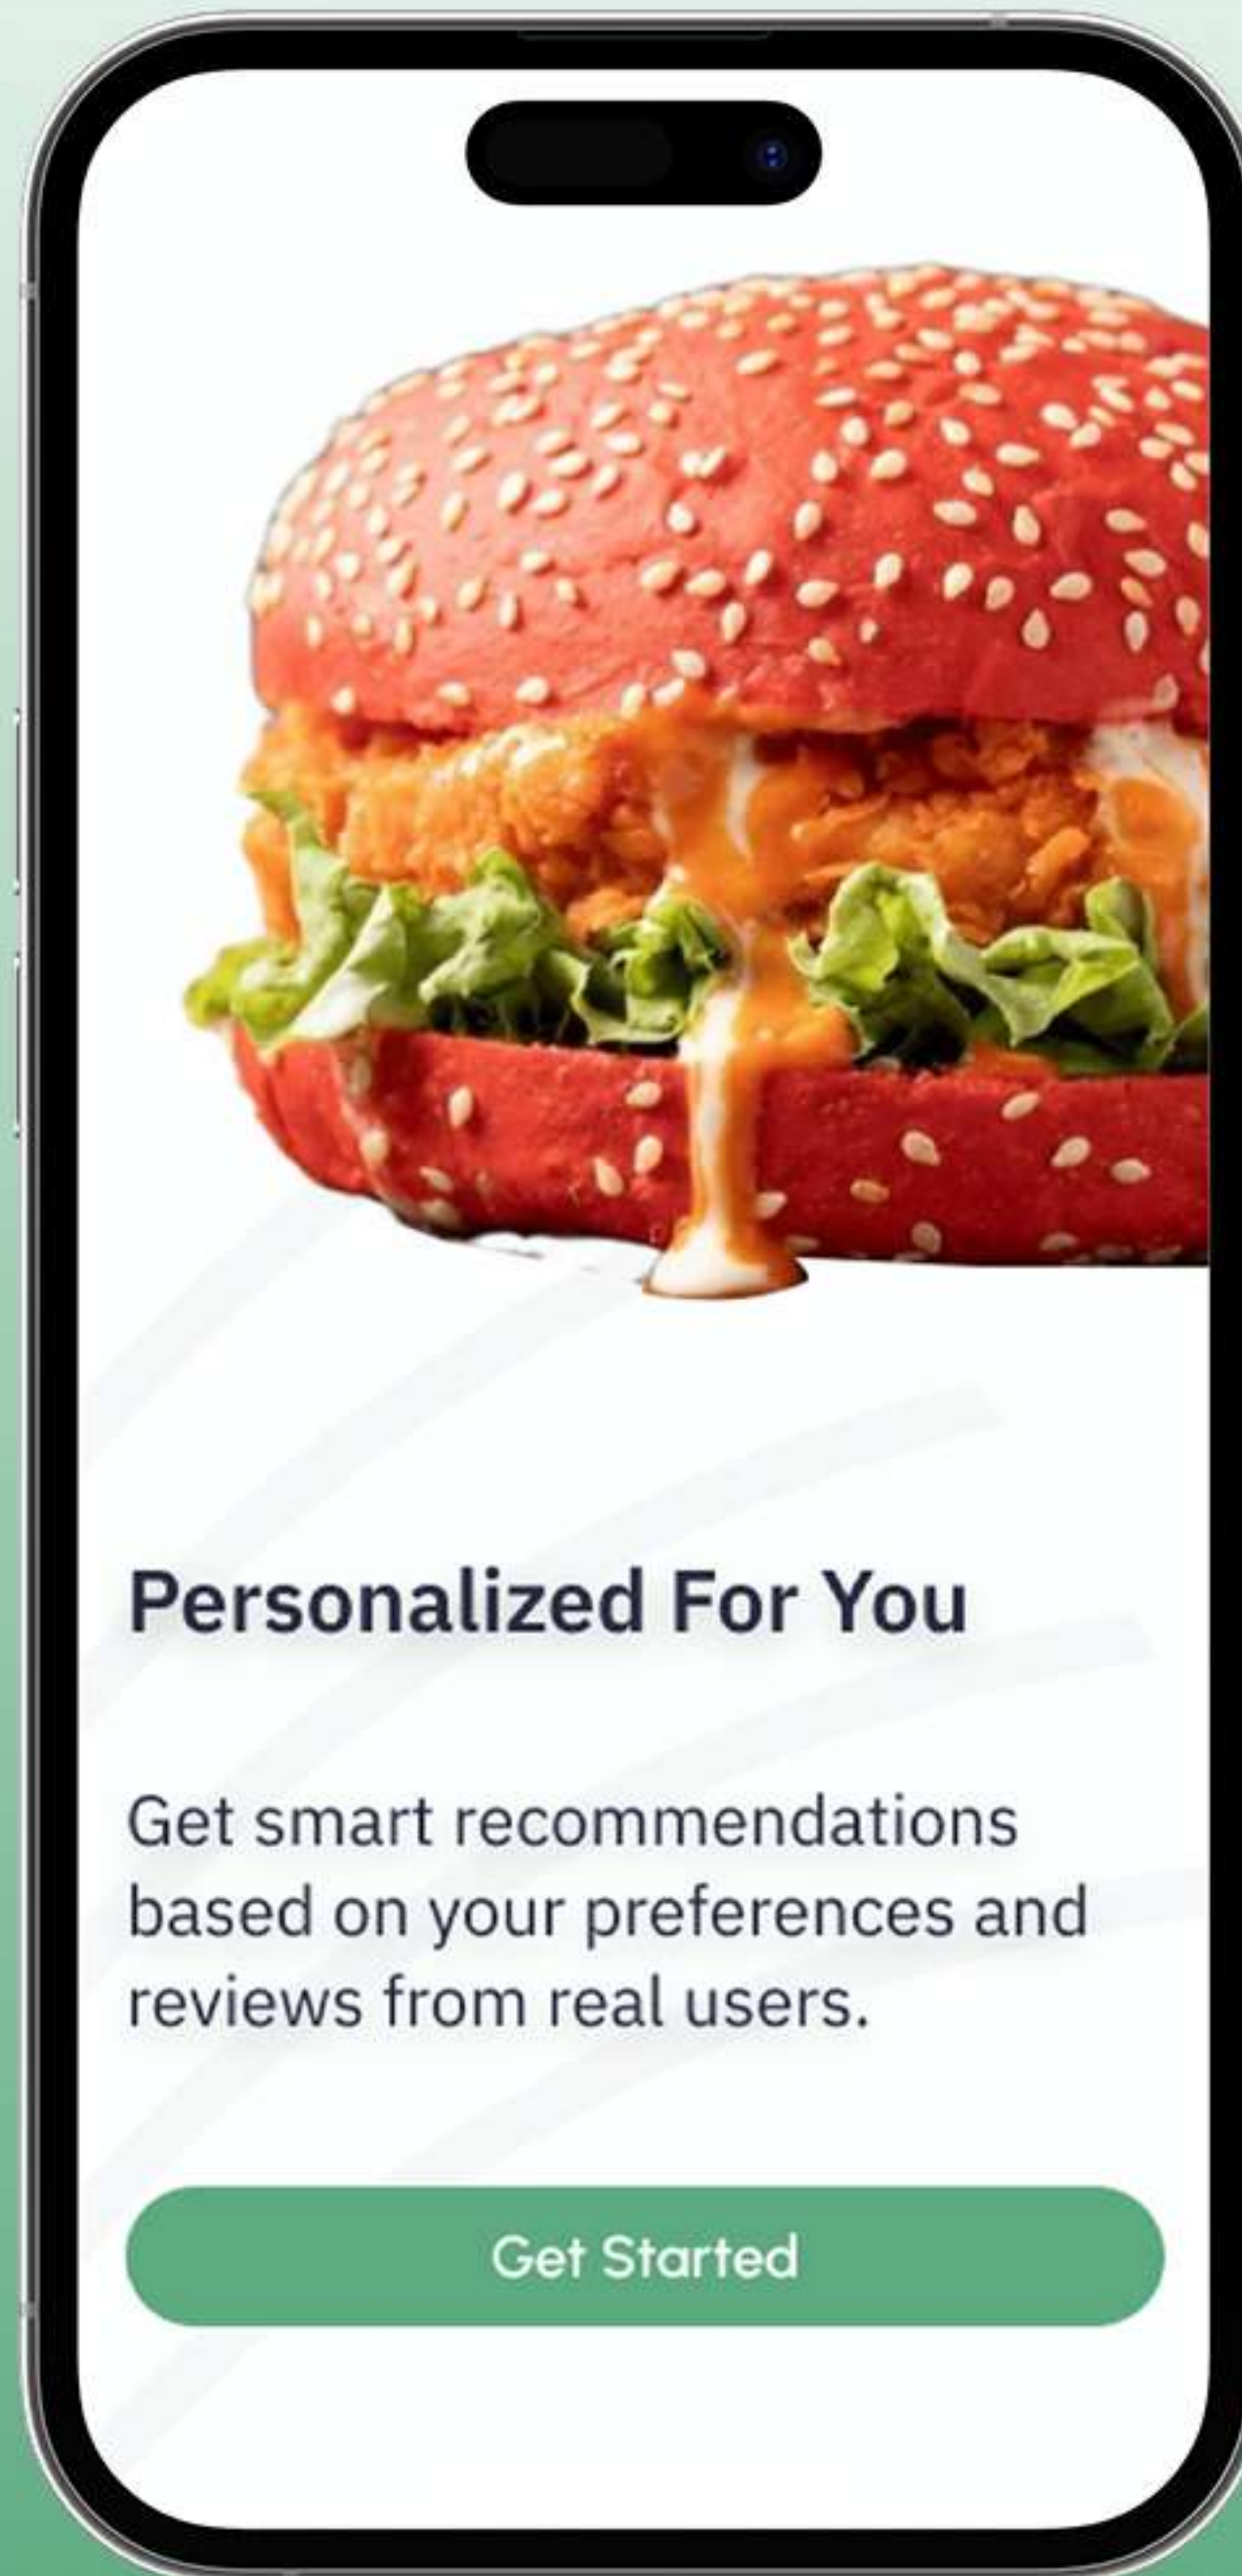 Personalized For You
Get smart recommendations
based on your preferences and
reviews from real users.
Get Started